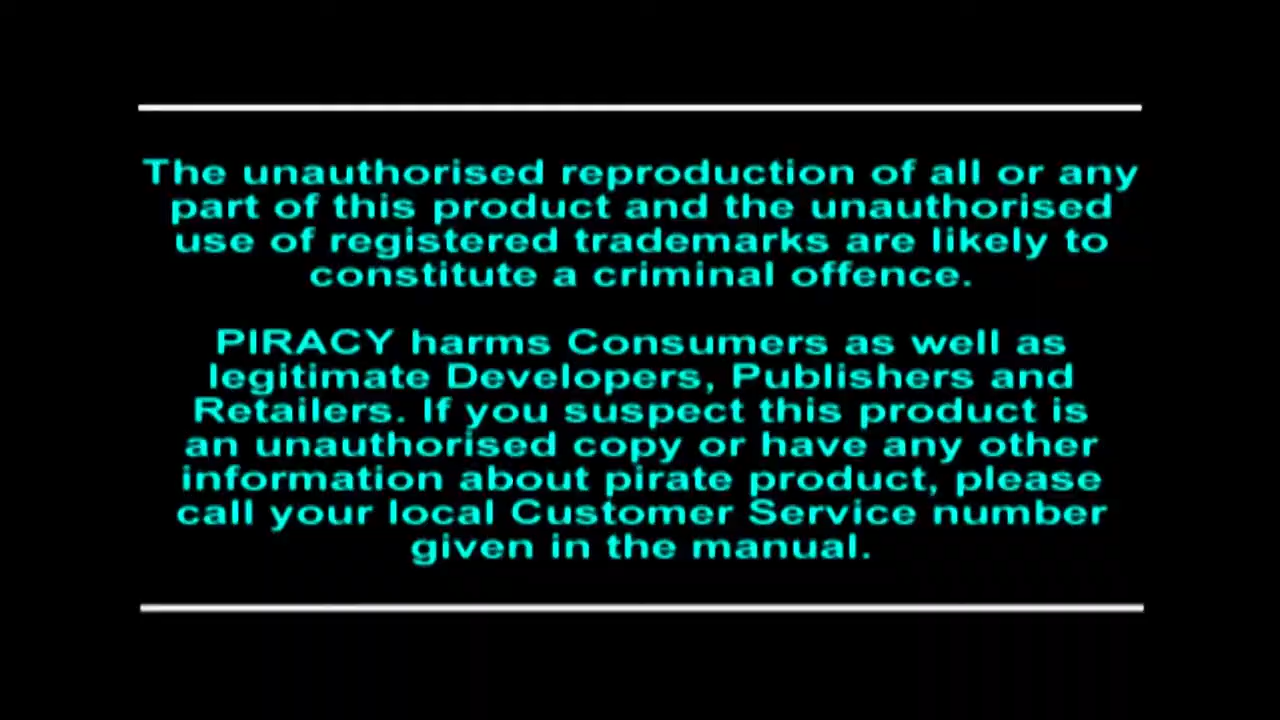 The unauthorised reproduction of all or any
part of this product and the unauthorised
use of registered trademarks are likely to
constitute a criminal offence.
PIRACY harms Consumers as well as
legitimate Developers, Publishers and
Retailers. If you suspect this product is
an unauthorised copy or have any other
information about pirate product, please
call your local Customer Service number
given in the manual.